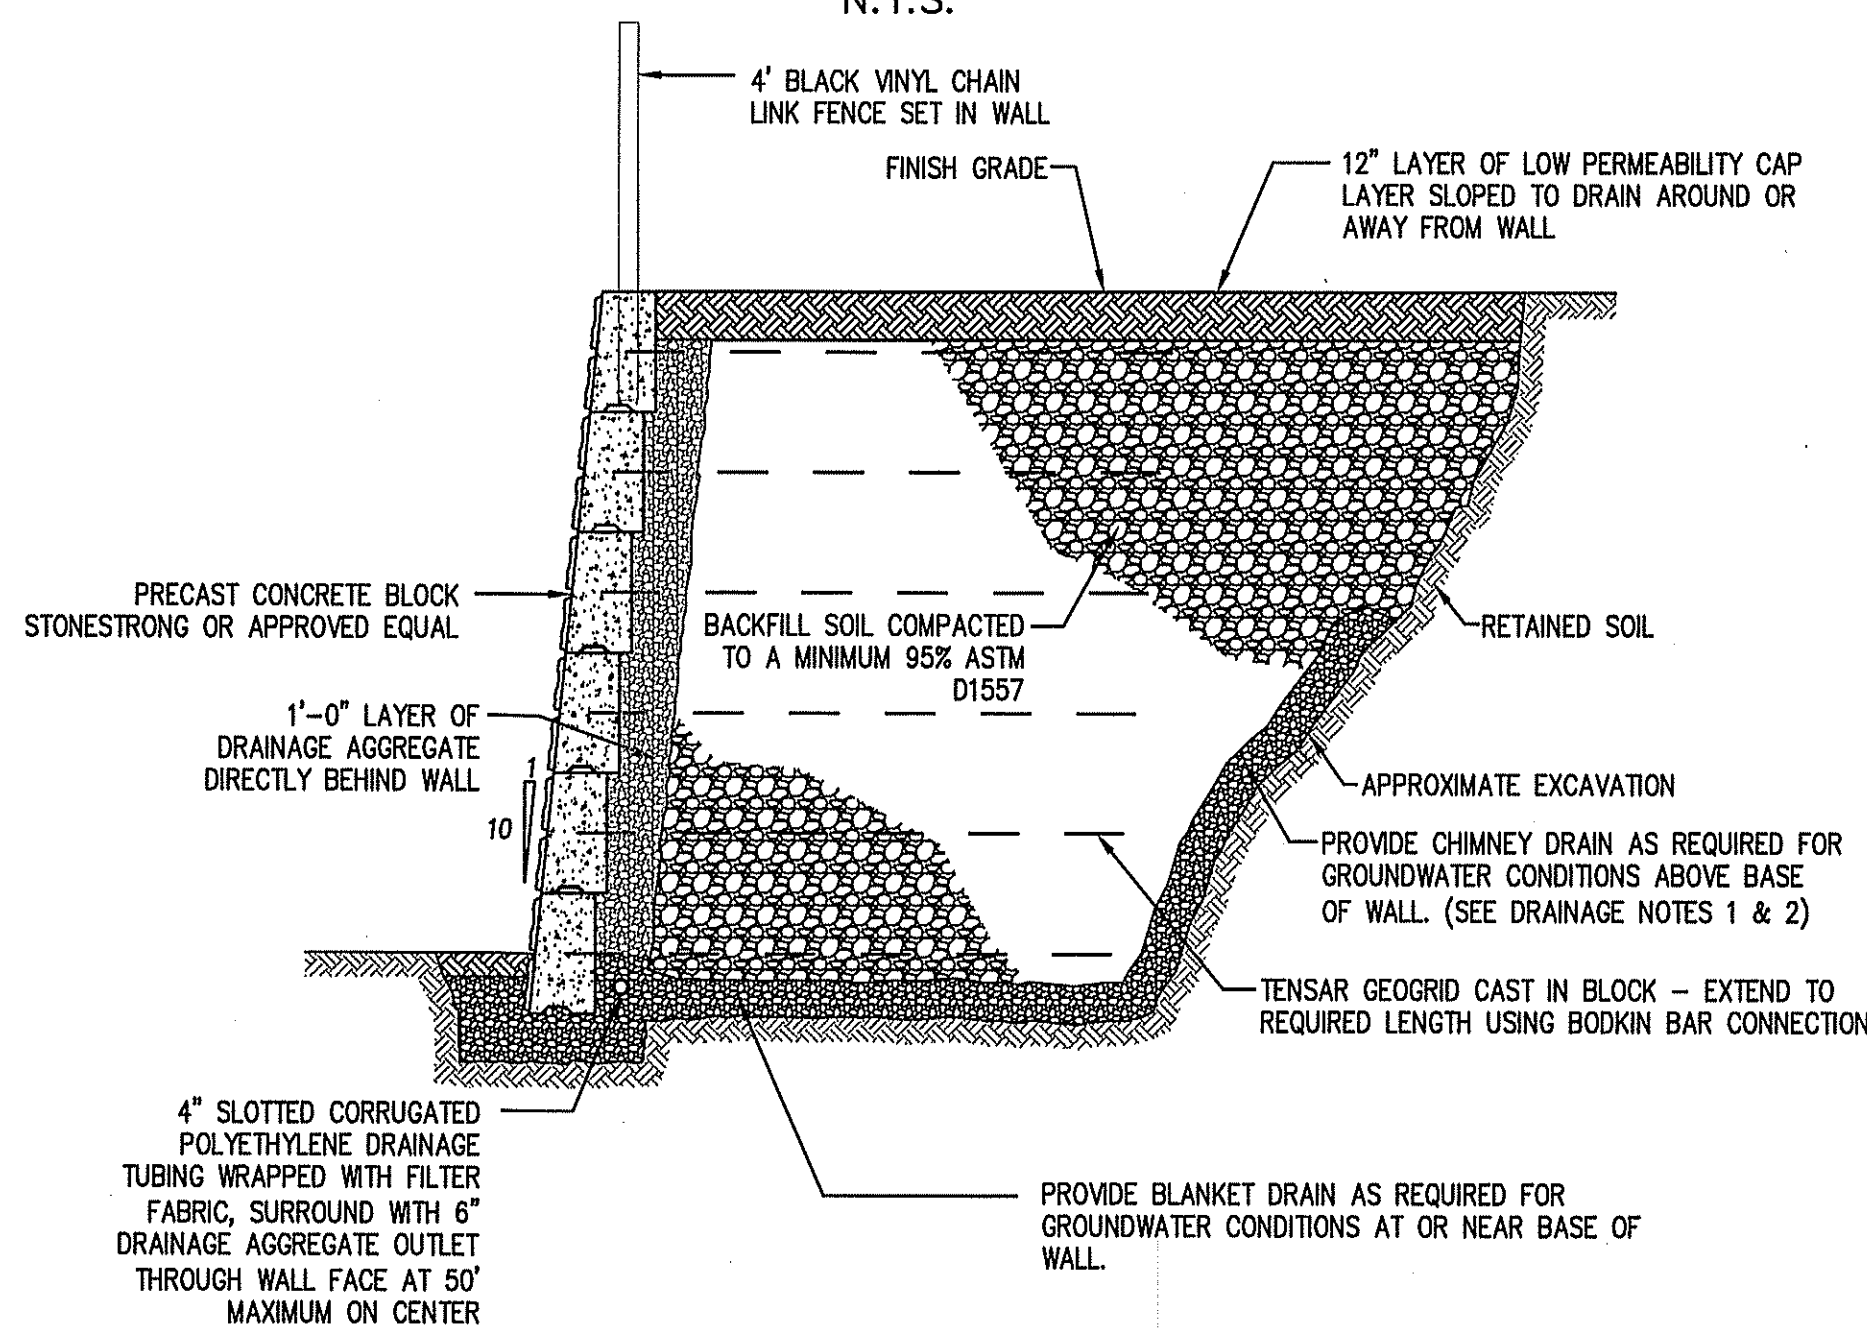 N.T.S.
4' BLACK VINYL CHAIN
LINK FENCE SET IN WALL
FINISH GRADE
12" LAYER OF LOW PERMEABILITY CAP
LAYER SLOPED TO DRAIN AROUND OR
AWAY FROM WALL
PRECAST CONCRETE BLOCK
STONESTRONG OR APPROVED EQUAL
BACKFILL SOIL COMPACTED
TO A MINIMUM 95% ASTM
D1557
RETAINED SOIL
1'-0" LAYER OF
DRAINAGE AGGREGATE
DIRECTLY BEHIND WALL
1
10
APPROXIMATE EXCAVATION
PROVIDE CHIMNEY DRAIN AS REQUIRED FOR
GROUNDWATER CONDITIONS ABOVE BASE
OF WALL. (SEE DRAINAGE NOTES 1 & 2)
TENSAR GEOGRID CAST IN BLOCK – EXTEND TO
REQUIRED LENGTH USING BODKIN BAR CONNECTION
4" SLOTTED CORRUGATED
POLYETHYLENE DRAINAGE
TUBING WRAPPED WITH FILTER
FABRIC, SURROUND WITH 6"
DRAINAGE AGGREGATE OUTLET
THROUGH WALL FACE AT 50'
MAXIMUM ON CENTER
PROVIDE BLANKET DRAIN AS REQUIRED FOR
GROUNDWATER CONDITIONS AT OR NEAR BASE OF
WALL.